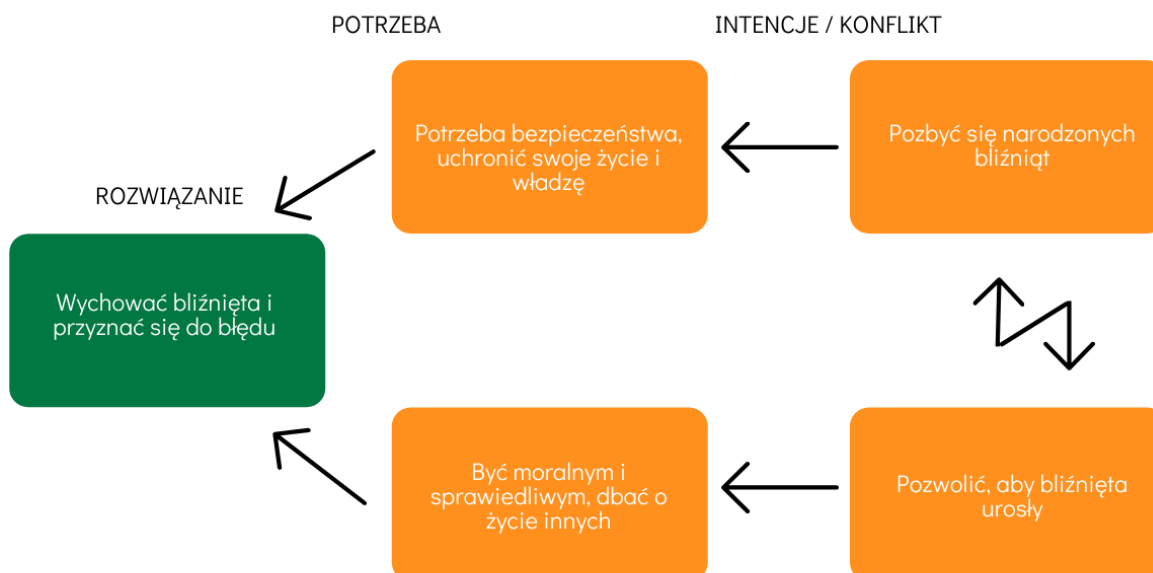 POTRZEBA
INTENCJE / KONFLIKT
Potrzeba bezpieczeństwa,
uchronić swoje życie i
władzę
Pozbyć się narodzonych
bliźniąt
ROZWIĄZANIE
Wychować bliźnięta i
przyznać się do błędu
Być moralnym i
sprawiedliwym, dbać o
życie innych
Pozwolić, aby bliźnięta
urosły